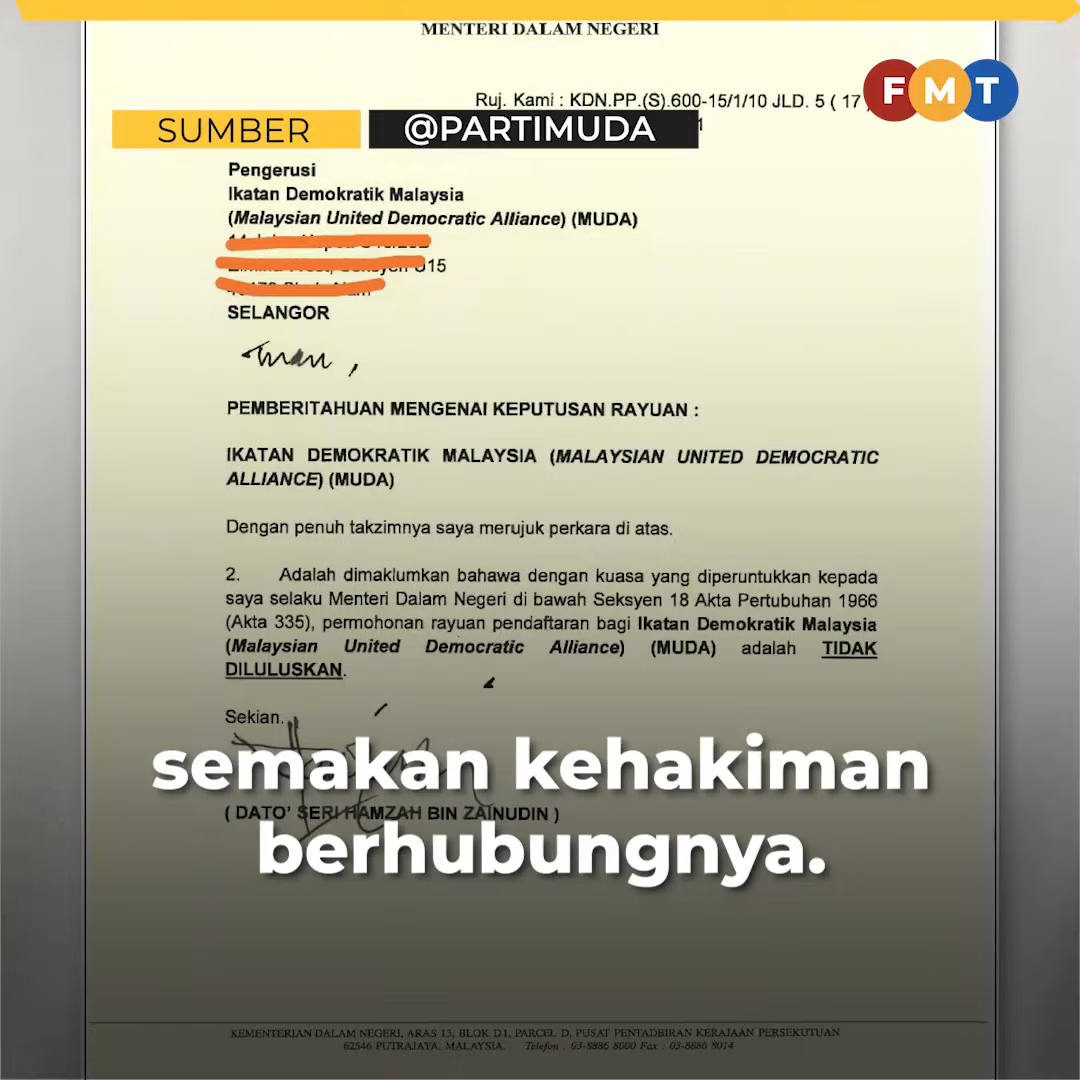 MENTERI DALAM NEGERI
FMT
Ruj. Kami : KDN.PP.(S).600-15/1/10 JLD. 5 ( 17
SUMBER @PARTIMUDA
Pengerusi
Ikatan Demokratik Malaysia
(Malaysian United Democratic Alliance) (MUDA)
U15
SELANGOR
Tuan,
PEMBERITAHUAN MENGENAI KEPUTUSAN RAYUAN :
IKATAN DEMOKRATIK MALAYSIA (MALAYSIAN UNITED DEMOCRATIC
ALLIANCE) (MUDA)
Dengan penuh takzimnya saya merujuk perkara di atas.
2. Adalah dimaklumkan bahawa dengan kuasa yang diperuntukkan kepada
saya selaku Menteri Dalam Negeri di bawah Seksyen 18 Akta Pertubuhan 1966
(Akta 335), permohonan rayuan pendaftaran bagi Ikatan Demokratik Malaysia
(Malaysian United Democratic Alliance) (MUDA) adalah TIDAK
DILULUSKAN.
Sekian.
semakan kehakiman
( DATO' SERI HAMZAH BIN ZAINUDIN )
berhubungnya.
KEMENTERIAN DALAM NEGERI, ARAS 13, BLOK D1, PARCEL D, PUSAT PENTADBIRAN KERAJAAN PERSEKUTUAN
62546 PUTRAJAYA, MALAYSIA. Telefon : 03-8886 8000 Fax : 03-8886 8014